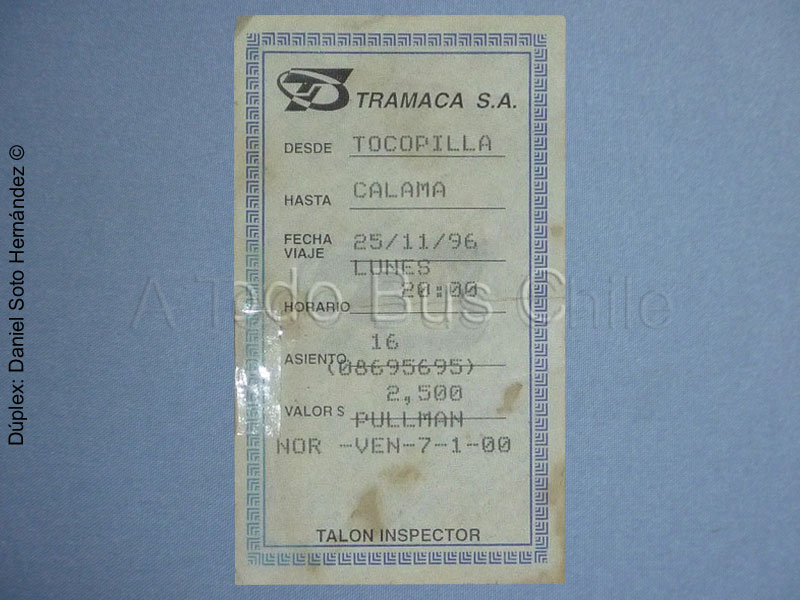 TRAMACA S.A.
DESDE TOCOPILLA
HASTA CALAMA
FECHA VIAJE 25/11/96
LUNES
HORARIO 20:00
ASIENTO 16
(08695695)
VALOR $ 2,500
PULLMAN
NOR -VEN-7-1-00
TALON INSPECTOR
A Todo Bus Chile
Dúplex: Daniel Soto Hernández ©